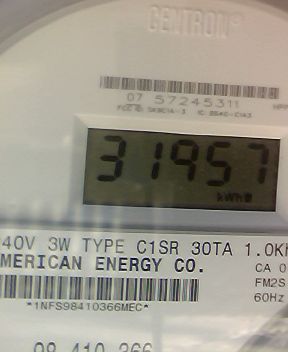 CENTRON®
07 57245311
31957
kWh
40V 3W TYPE C1SR 30TA 1.0K
MERICAN ENERGY CO.
CA 0
FM2S
60Hz
*1NFS98410366MEC*
98 410 366